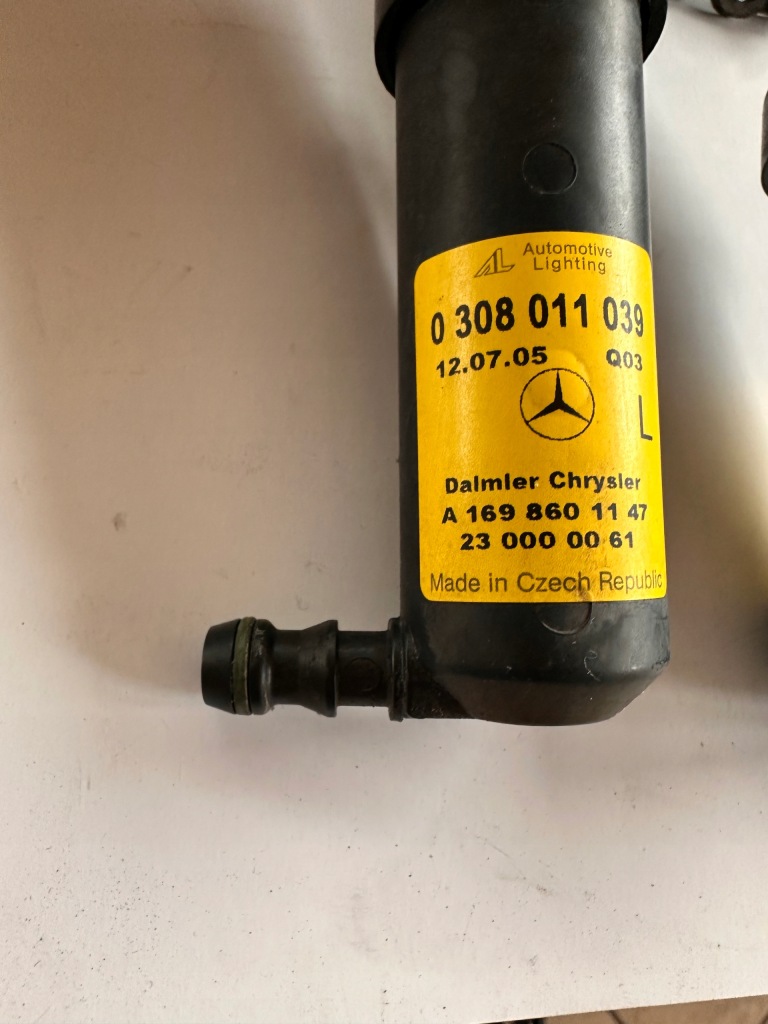 AL Automotive
Lighting
0 308 011 039
12.07.05 Q03
L
Daimler Chrysler
A 169 860 11 47
23 000 00 61
Made in Czech Republic